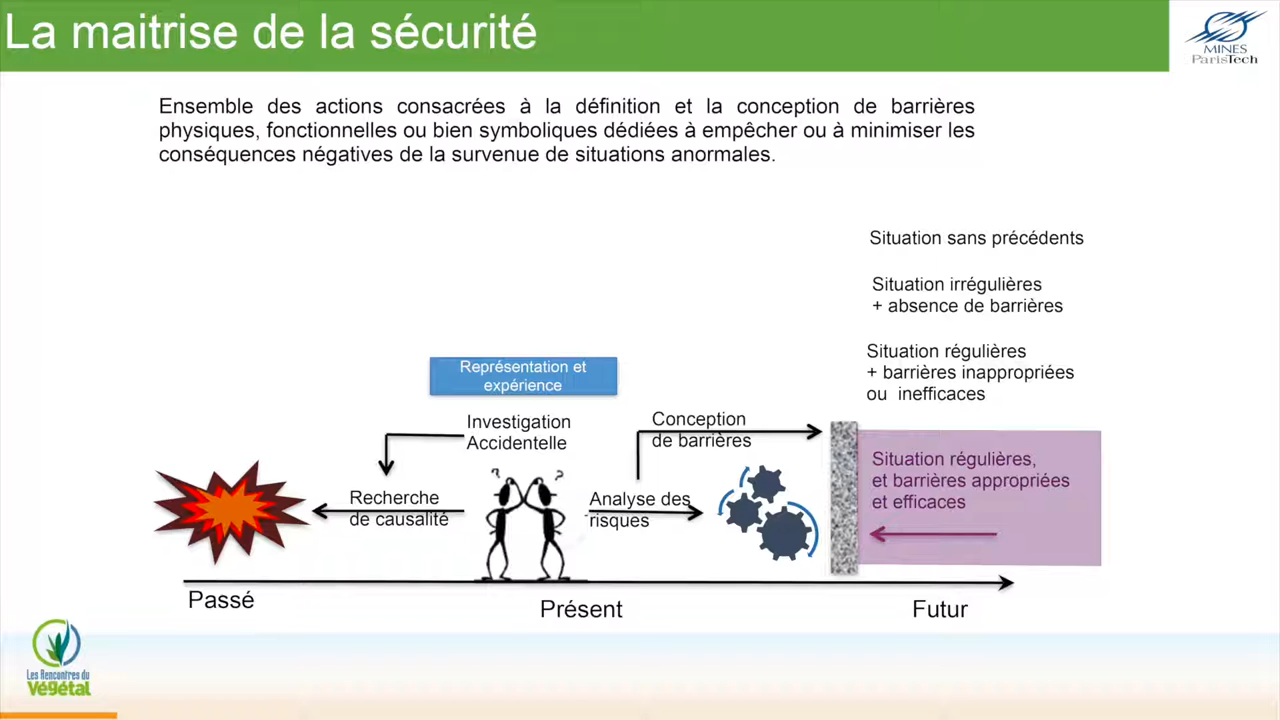 La maitrise de la sécurité
MINES
ParisTech
Ensemble des actions consacrées à la définition et la conception de barrières
physiques, fonctionnelles ou bien symboliques dédiées à empêcher ou à minimiser les
conséquences négatives de la survenue de situations anormales.
Situation sans précédents
Situation irrégulières
+ absence de barrières
Situation régulières
+ barrières inappropriées
ou inefficaces
Représentation et
expérience
Investigation
Accidentelle
Conception
de barrières
Situation régulières,
et barrières appropriées
et efficaces
? ?
Recherche
de causalité
Analyse des
risques
Passé
Présent
Futur
Les Rencontres du
Végétal